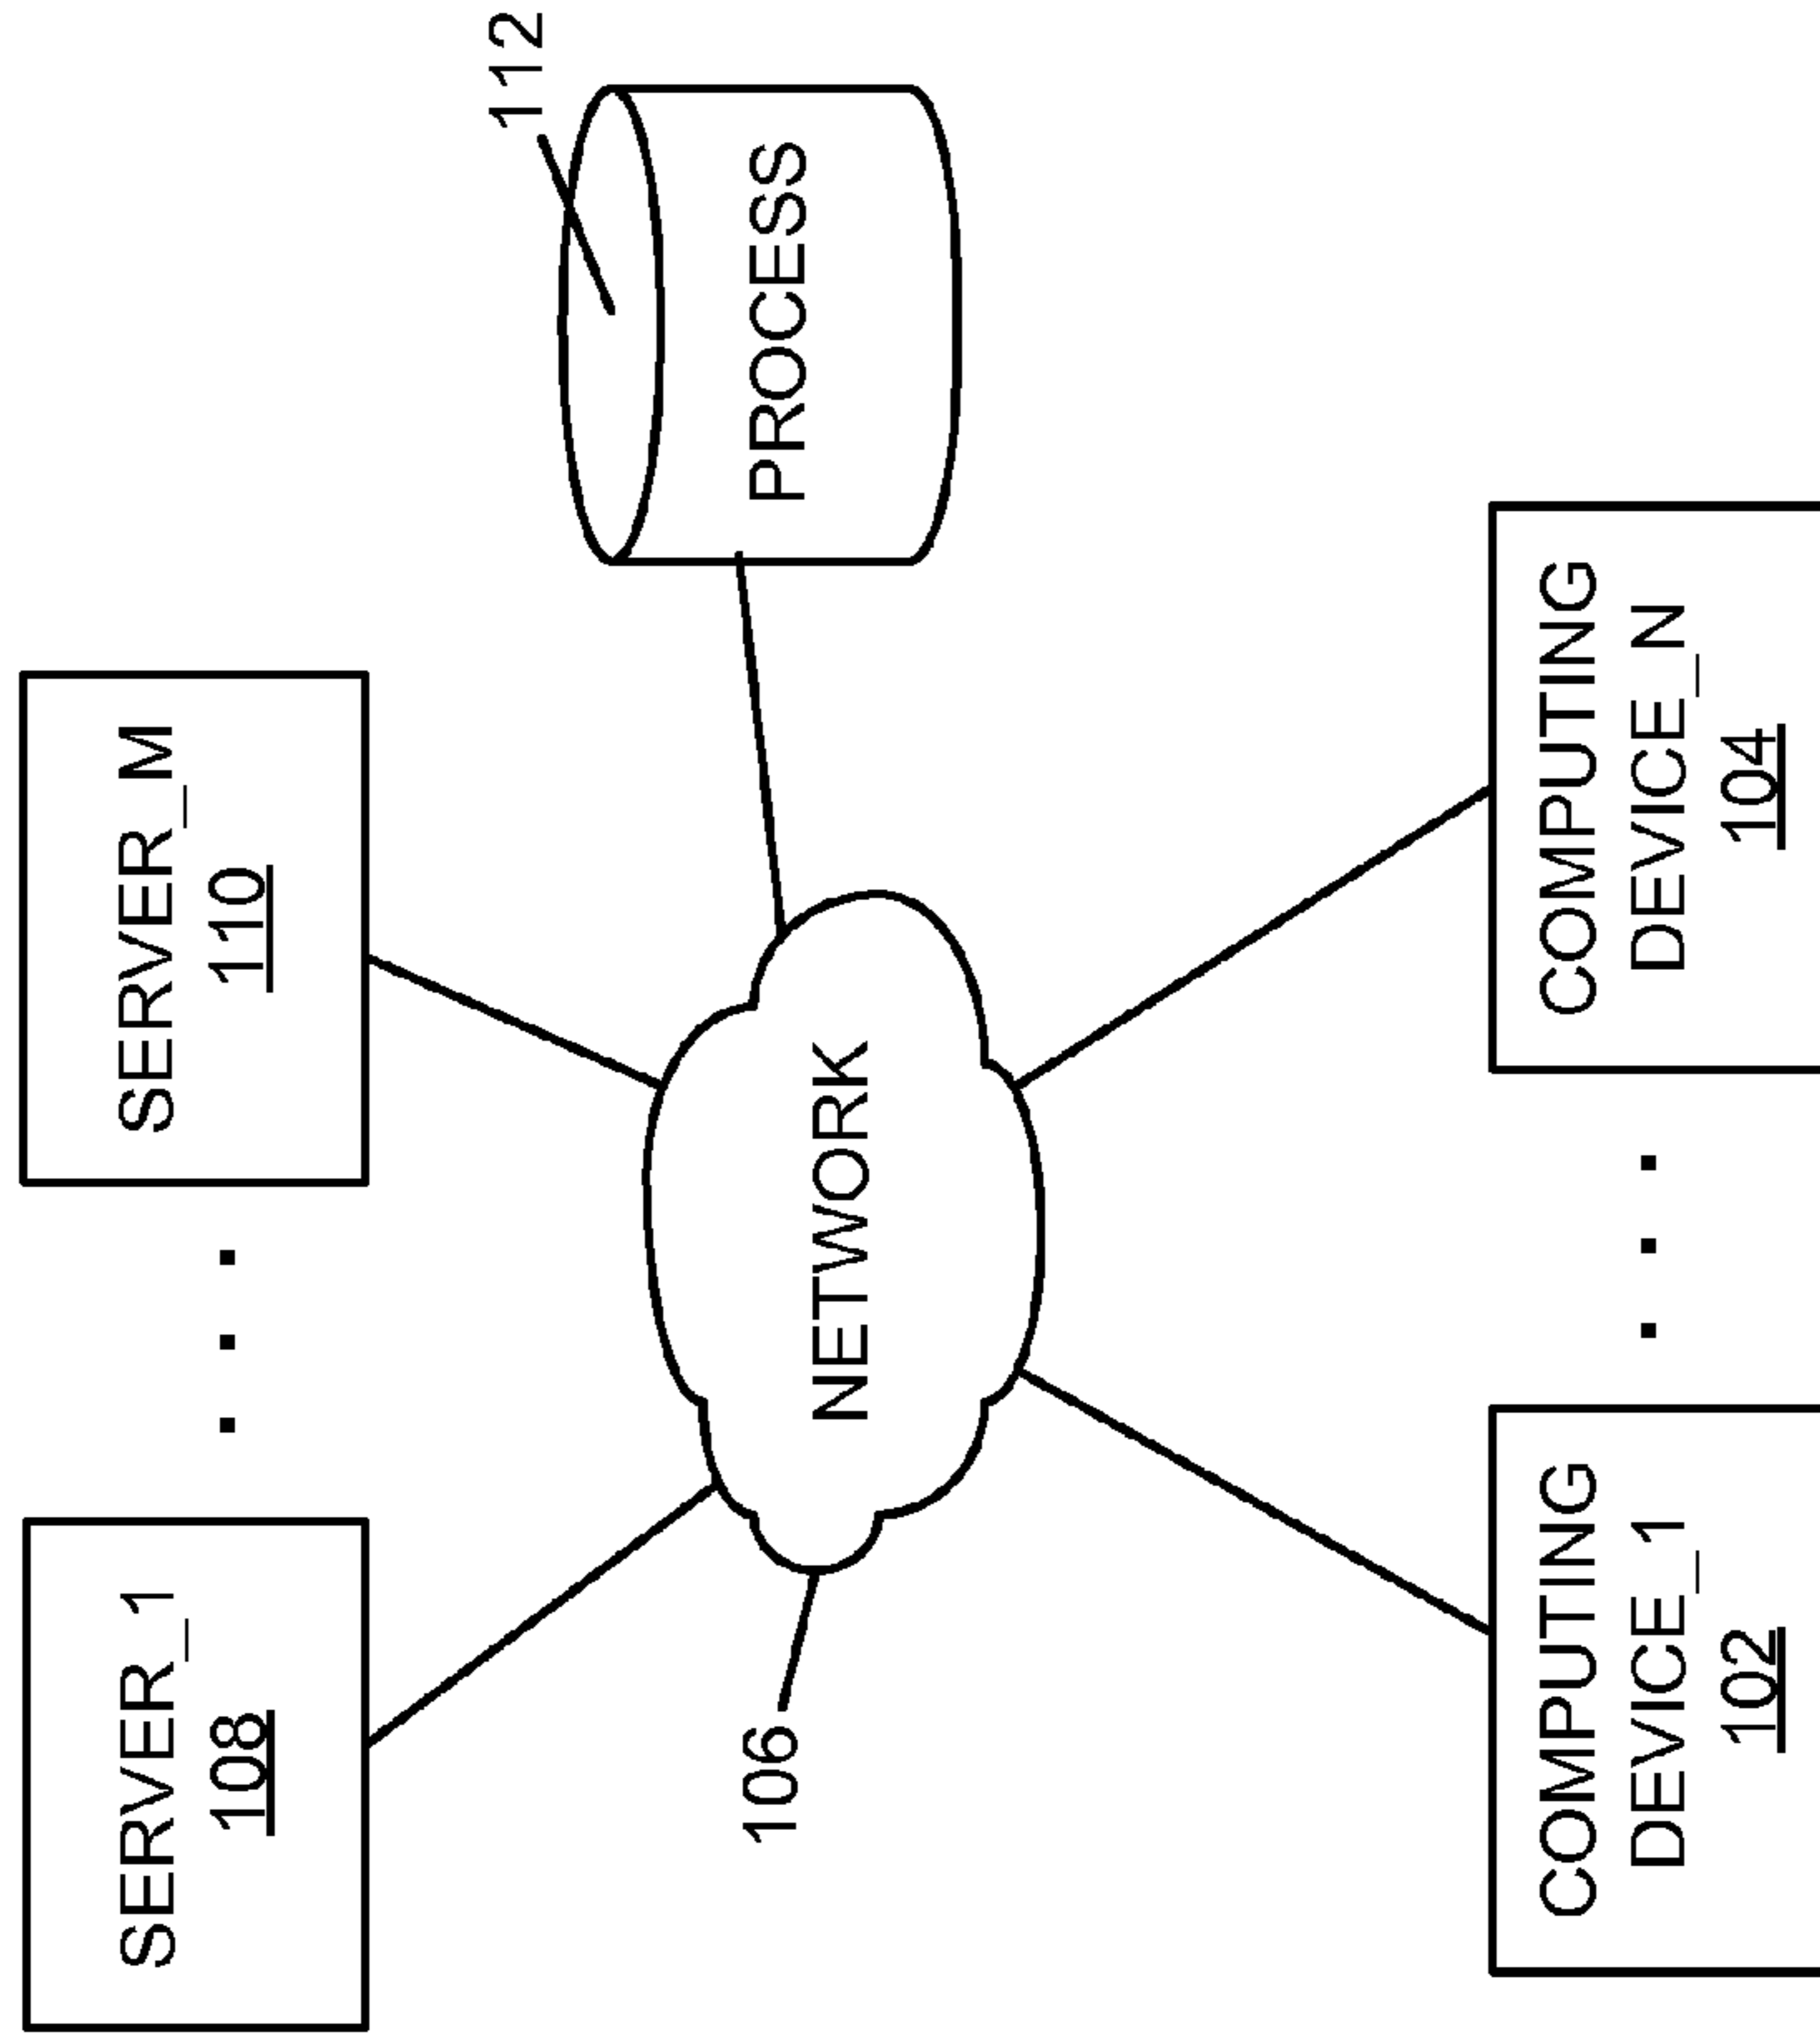 SERVER_1
108
. . .
SERVER_M
110
112
PROCESS
NETWORK
106
COMPUTING
DEVICE_1
102
. . .
COMPUTING
DEVICE_N
104